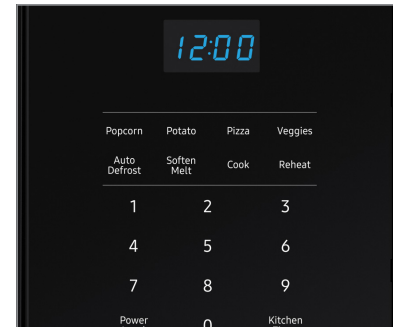 12:00
Popcorn Potato Pizza Veggies
Auto Defrost Soften Melt Cook Reheat
1 2 3
4 5 6
7 8 9
Power 0 Kitchen